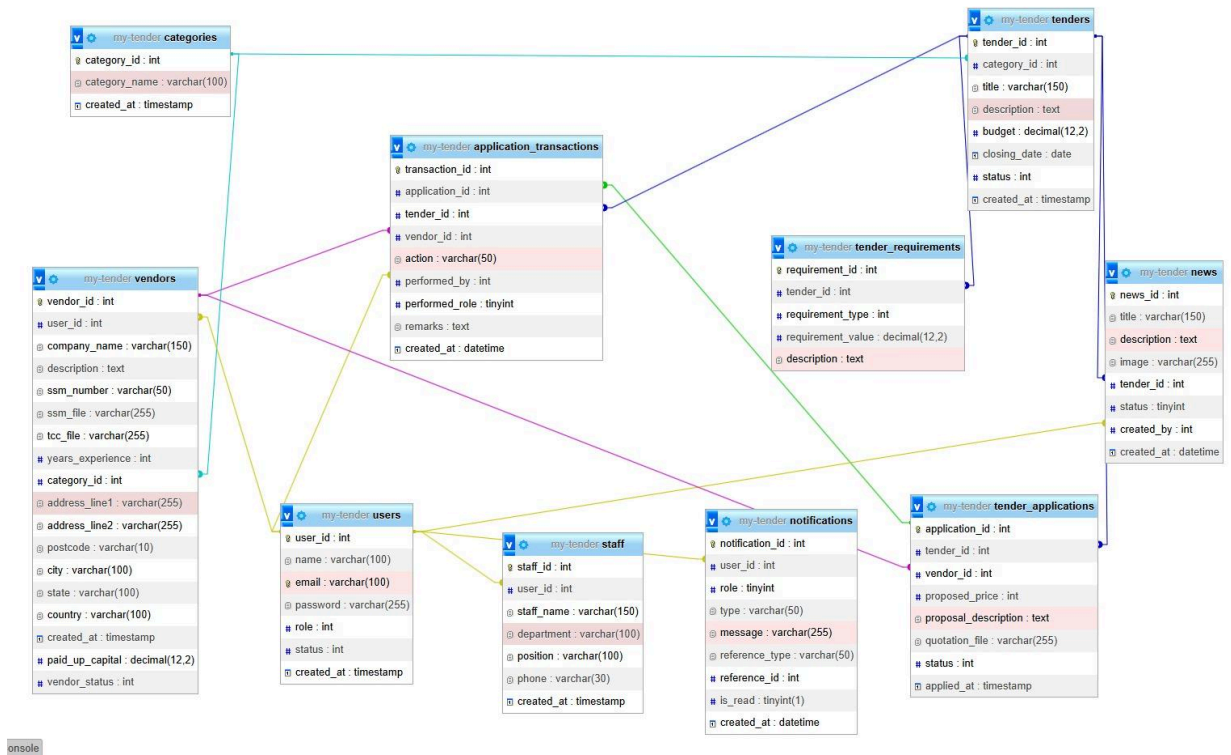 my-tender categories
category_id : int
category_name : varchar(100)
created_at : timestamp
my-tender tenders
tender_id : int
category_id : int
title : varchar(150)
description : text
budget : decimal(12,2)
closing_date : date
status : int
created_at : timestamp
my-tender application_transactions
transaction_id : int
application_id : int
tender_id : int
vendor_id : int
action : varchar(50)
performed_by : int
performed_role : tinyint
remarks : text
created_at : datetime
my-tender tender_requirements
requirement_id : int
tender_id : int
requirement_type : int
requirement_value : decimal(12,2)
description : text
my-tender vendors
vendor_id : int
user_id : int
company_name : varchar(150)
description : text
ssm_number : varchar(50)
ssm_file : varchar(255)
tcc_file : varchar(255)
years_experience : int
category_id : int
address_line1 : varchar(255)
address_line2 : varchar(255)
postcode : varchar(10)
city : varchar(100)
state : varchar(100)
country : varchar(100)
created_at : timestamp
paid_up_capital : decimal(12,2)
vendor_status : int
my-tender news
news_id : int
title : varchar(150)
description : text
image : varchar(255)
tender_id : int
status : tinyint
created_by : int
created_at : datetime
my-tender users
user_id : int
name : varchar(100)
email : varchar(100)
password : varchar(255)
role : int
status : int
created_at : timestamp
my-tender staff
staff_id : int
user_id : int
staff_name : varchar(150)
department : varchar(100)
position : varchar(100)
phone : varchar(30)
created_at : timestamp
my-tender notifications
notification_id : int
user_id : int
role : tinyint
type : varchar(50)
message : varchar(255)
reference_type : varchar(50)
reference_id : int
is_read : tinyint(1)
created_at : datetime
my-tender tender_applications
application_id : int
tender_id : int
vendor_id : int
proposed_price : int
proposal_description : text
quotation_file : varchar(255)
status : int
applied_at : timestamp
onsole